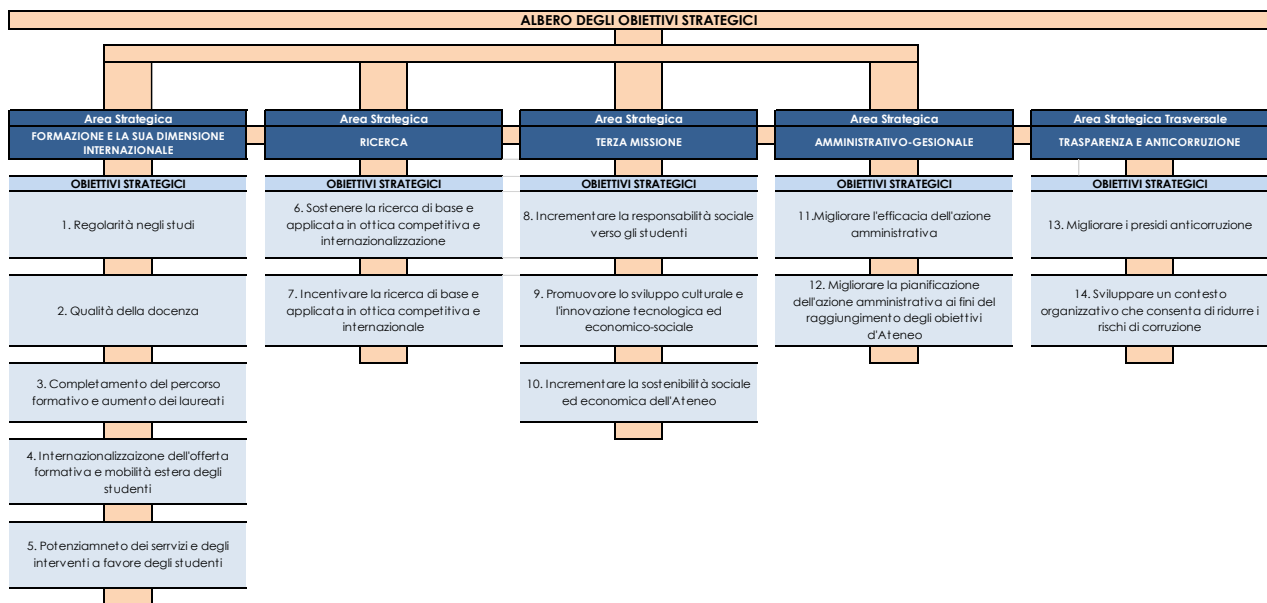 ALBERO DEGLI OBIETTIVI STRATEGICI
Area Strategica
FORMAZIONE E LA SUA DIMENSIONE
INTERNAZIONALE
OBIETTIVI STRATEGICI
1. Regolarità negli studi
2. Qualità della docenza
3. Completamento del percorso
formativo e aumento dei laureati
4. Internazionalizzaizone dell'offerta
formativa e mobilità estera degli
studenti
5. Potenziamneto dei serrvizi e degli
interventi a favore degli studenti
Area Strategica
RICERCA
OBIETTIVI STRATEGICI
6. Sostenere la ricerca di base e
applicata in ottica competitiva e
internazionalizzazione
7. Incentivare la ricerca di base e
applicata in ottica competitiva e
internazionale
Area Strategica
TERZA MISSIONE
OBIETTIVI STRATEGICI
8. Incrementare la responsabilità sociale
verso gli studenti
9. Promuovore lo sviluppo culturale e
l'innovazione tecnologica ed
economico-sociale
10. Incrementare la sostenibilità sociale
ed economica dell'Ateneo
Area Strategica
AMMINISTRATIVO-GESIONALE
OBIETTIVI STRATEGICI
11.Migliorare l'efficacia dell'azione
amministrativa
12. Migliorare la pianificazione
dell'azione amministrativa ai fini del
raggiungimento degli obiettivi
d'Ateneo
Area Strategica Trasversale
TRASPARENZA E ANTICORRUZIONE
OBIETTIVI STRATEGICI
13. Migliorare i presidi anticorruzione
14. Sviluppare un contesto
organizzativo che consenta di ridurre i
rischi di corruzione